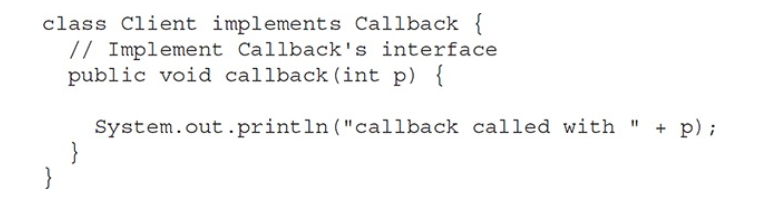 class Client implements Callback {
// Implement Callback's interface
public void callback(int p) {
System.out.println("callback called with " + p);
}
}